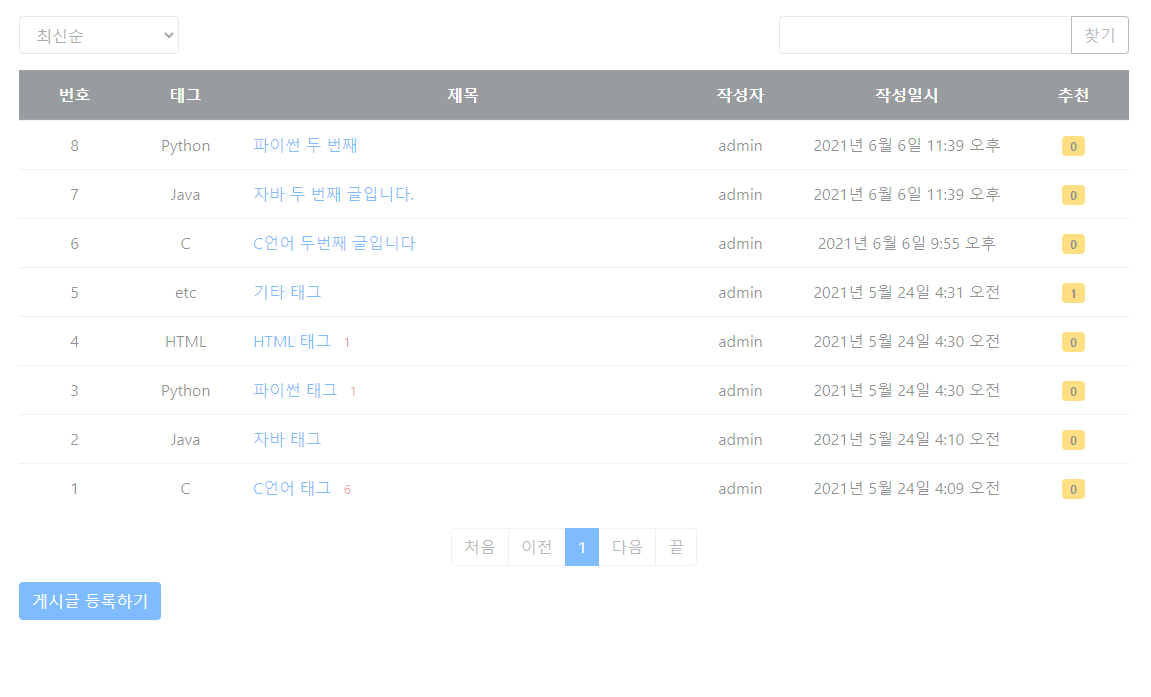 최신순 찾기
번호 태그 제목 작성자 작성일시 추천
8 Python 파이썬 두 번째 admin 2021년 6월 6일 11:39 오후 0
7 Java 자바 두 번째 글입니다. admin 2021년 6월 6일 11:39 오후 0
6 C C언어 두번째 글입니다 admin 2021년 6월 6일 9:55 오후 0
5 etc 기타 태그 admin 2021년 5월 24일 4:31 오전 1
4 HTML HTML 태그 1 admin 2021년 5월 24일 4:30 오전 0
3 Python 파이썬 태그 1 admin 2021년 5월 24일 4:30 오전 0
2 Java 자바 태그 admin 2021년 5월 24일 4:10 오전 0
1 C C언어 태그 6 admin 2021년 5월 24일 4:09 오전 0
처음 이전 1 다음 끝
게시글 등록하기